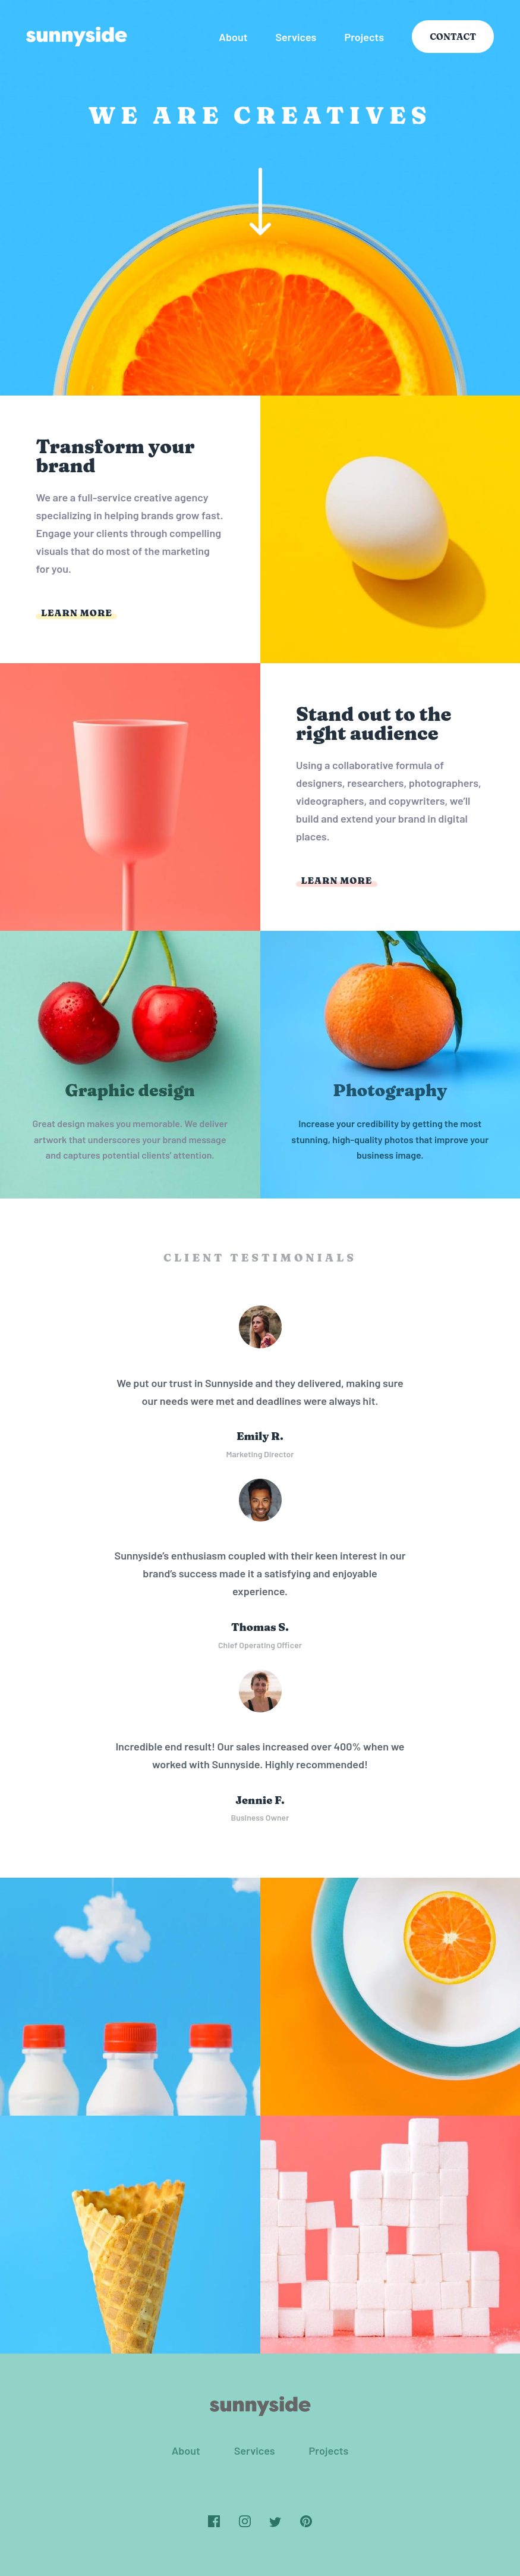 sunnyside
About Services Projects CONTACT
WE ARE CREATIVES
Transform your
brand
We are a full-service creative agency
specializing in helping brands grow fast.
Engage your clients through compelling
visuals that do most of the marketing
for you.
LEARN MORE
Stand out to the
right audience
Using a collaborative formula of
designers, researchers, photographers,
videographers, and copywriters, we'll
build and extend your brand in digital
places.
LEARN MORE
Graphic design
Great design makes you memorable. We deliver
artwork that underscores your brand message
and captures potential clients' attention.
Photography
Increase your credibility by getting the most
stunning, high-quality photos that improve your
business image.
CLIENT TESTIMONIALS
We put our trust in Sunnyside and they delivered, making sure
our needs were met and deadlines were always hit.
Emily R.
Marketing Director
Sunnyside's enthusiasm coupled with their keen interest in our
brand's success made it a satisfying and enjoyable
experience.
Thomas S.
Chief Operating Officer
Incredible end result! Our sales increased over 400% when we
worked with Sunnyside. Highly recommended!
Jennie F.
Business Owner
sunnyside
About Services Projects